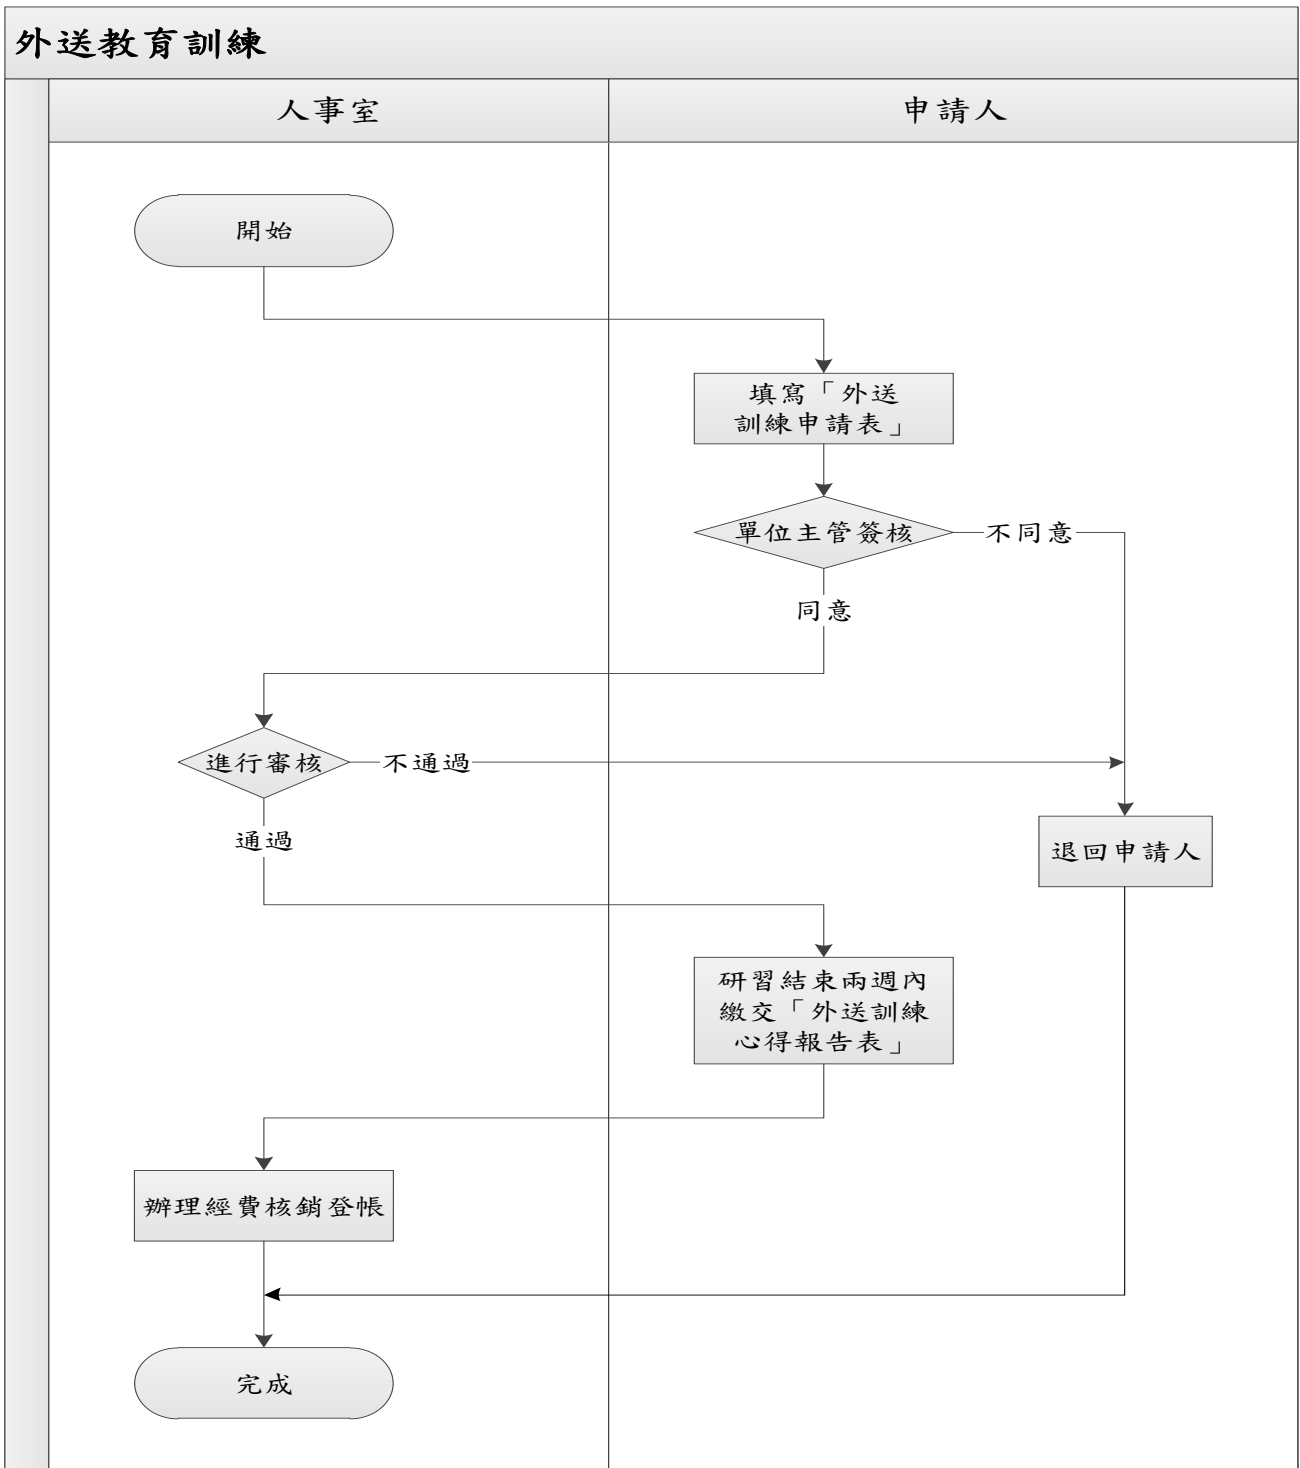 外送教育訓練
人事室
申請人
開始
填寫「外送
訓練申請表」
單位主管簽核
不同意
同意
進行審核
不通過
通過
退回申請人
研習結束兩週內
繳交「外送訓練
心得報告表」
辦理經費核銷登帳
完成